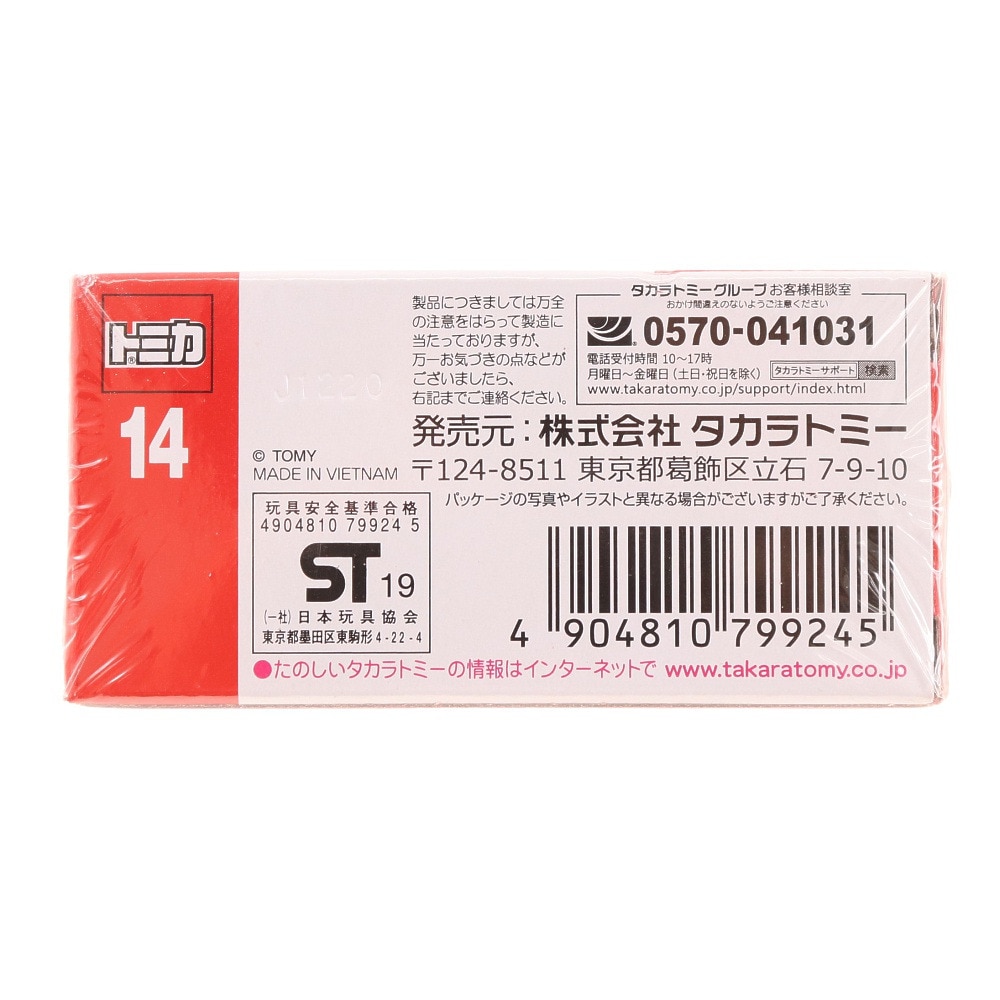 トミカ®
14
製品につきましては万全
の注意をはらって製造に
当たっておりますが、
万一お気づきの点などが
ございましたら、
右記までご連絡ください。
タカラトミーグループ お客様相談室
おかけ間違えのないようご注意ください
0570-041031
電話受付時間 10〜17時
月曜日〜金曜日 (土日・祝日を除く) タカラトミーサポート 検索
www.takaratomy.co.jp/support/index.html
発売元：株式会社 タカラトミー
© TOMY
MADE IN VIETNAM
〒124-8511 東京都葛飾区立石 7-9-10
パッケージの写真やイラストと異なる場合がございますがご了承ください。
玩具安全基準合格
4904810 79924 5
ST 19
(一社) 日本玩具協会
東京都墨田区東駒形4-22-4
4 904810 799245
●たのしいタカラトミーの情報はインターネットで www.takaratomy.co.jp